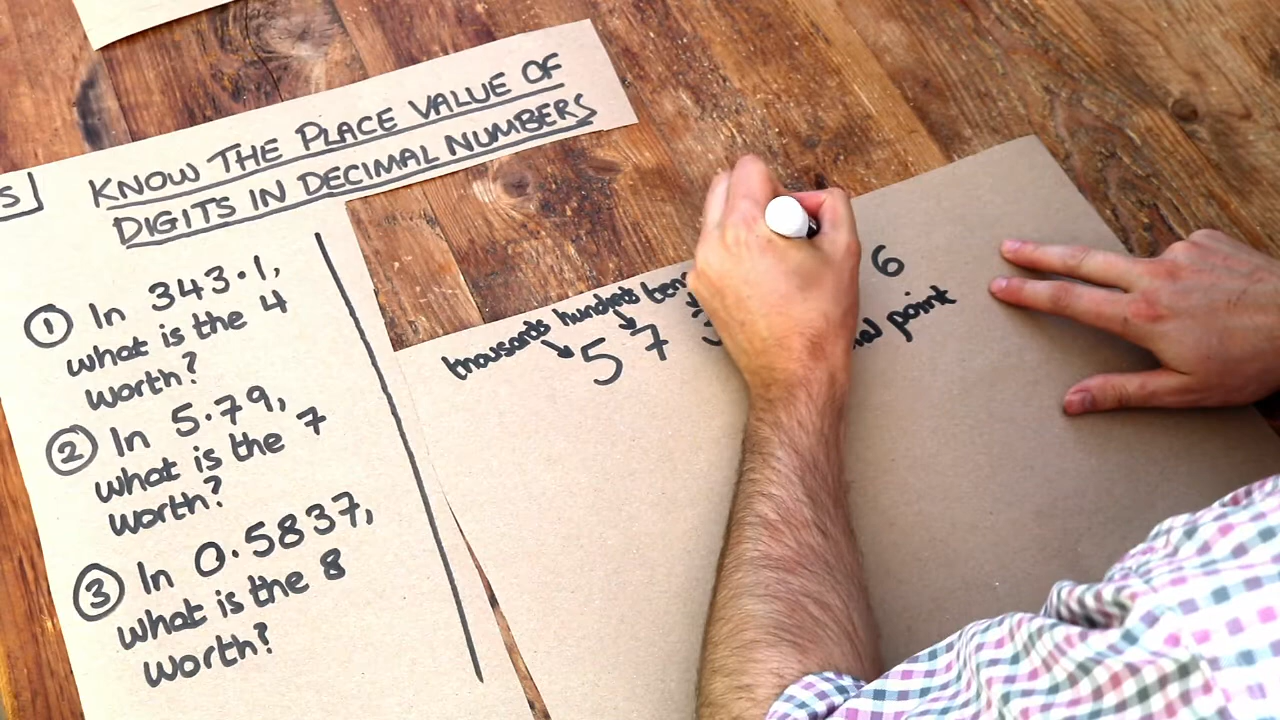 S
KNOW THE PLACE VALUE OF
DIGITS IN DECIMAL NUMBERS
① In 343·1,
what is the 4
worth?
② In 5.79,
what is the 7
worth?
③ In 0.5837,
what is the 8
worth?
thousands hundreds
5 7 6
point